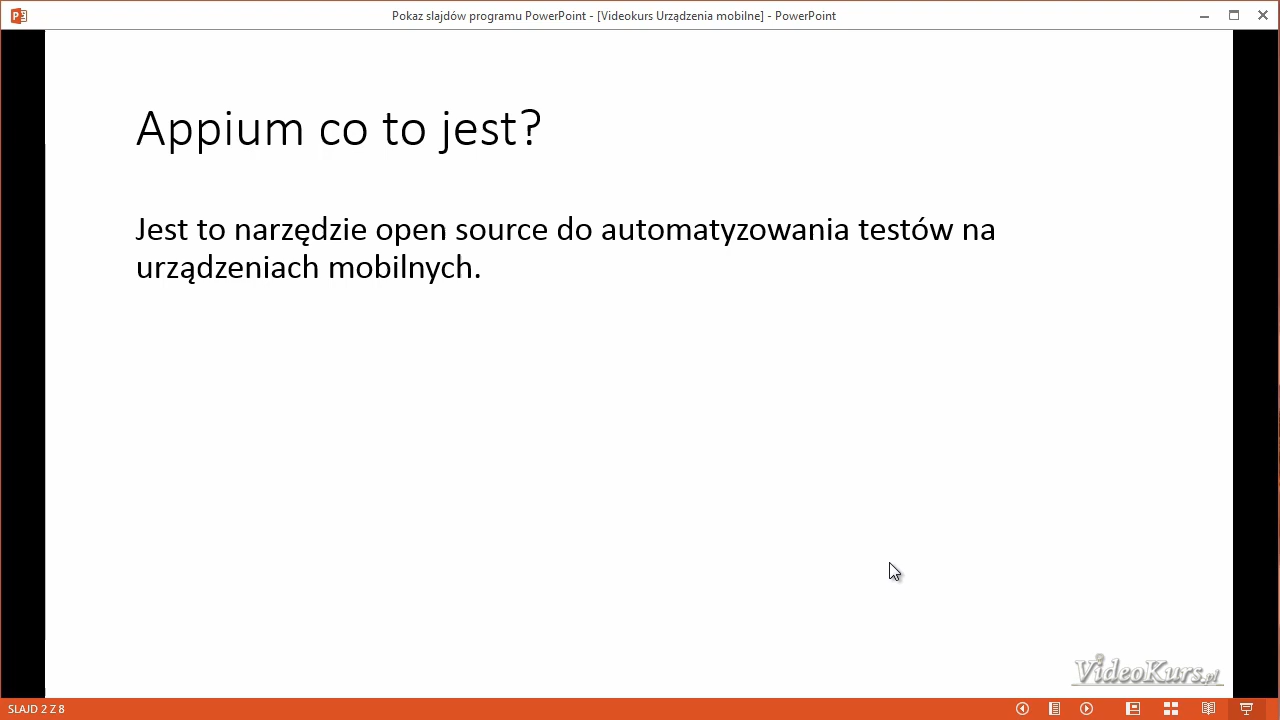 Pokaz slajdów programu PowerPoint - [Videokurs Urządzenia mobilne] - PowerPoint
Appium co to jest?
Jest to narzędzie open source do automatyzowania testów na
urządzeniach mobilnych.
VideoKurs.pl
SLAJD 2 Z 8